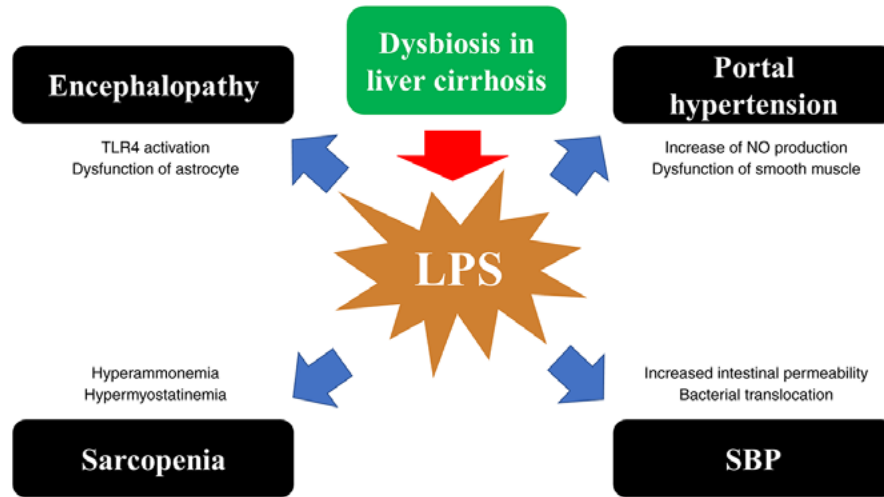 Dysbiosis in
liver cirrhosis
Encephalopathy
TLR4 activation
Dysfunction of astrocyte
Portal
hypertension
Increase of NO production
Dysfunction of smooth muscle
LPS
Hyperammonemia
Hypermyostatinemia
Sarcopenia
Increased intestinal permeability
Bacterial translocation
SBP